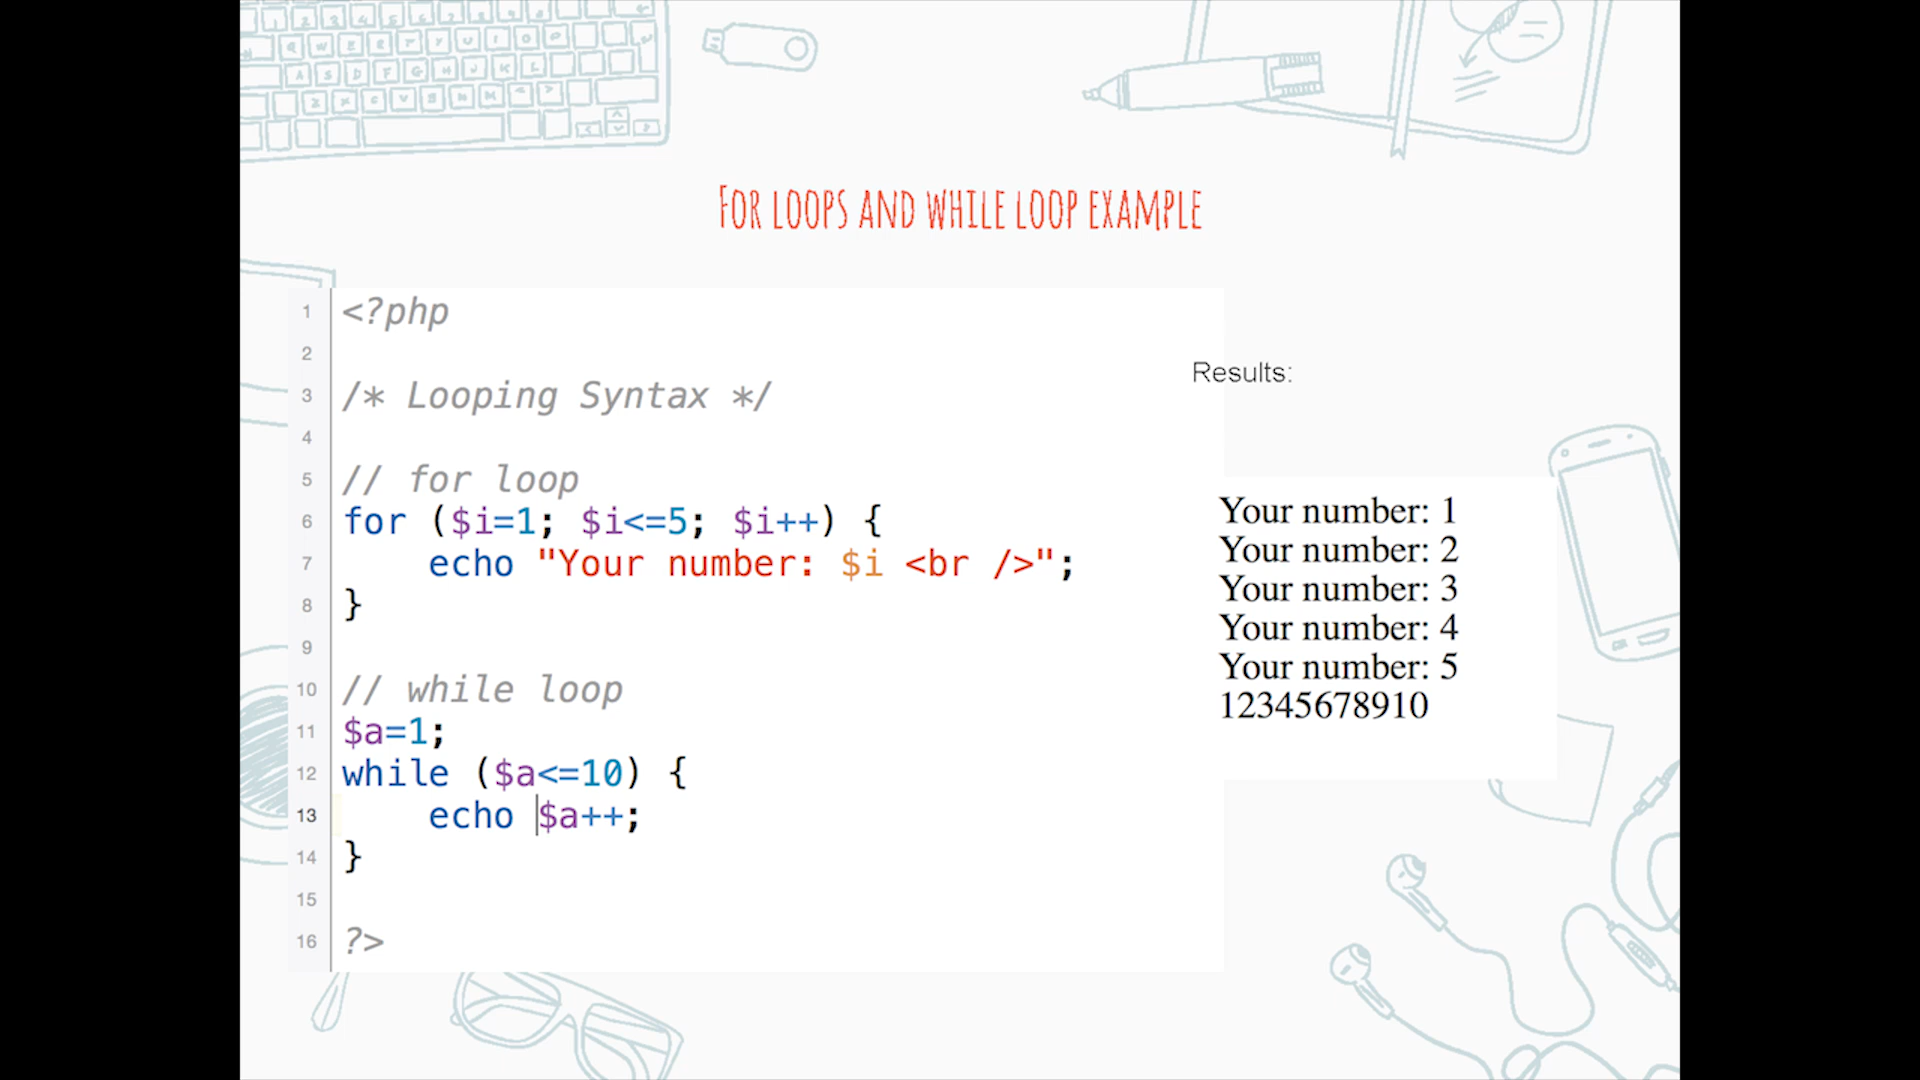 For loops and while loop example
1 <?php
2
3 /* Looping Syntax */
4
5 // for loop
6 for ($i=1; $i<=5; $i++) {
7 echo "Your number: $i <br />";
8 }
9
10 // while loop
11 $a=1;
12 while ($a<=10) {
13 echo $a++;
14 }
15
16 ?>
Results:
Your number: 1
Your number: 2
Your number: 3
Your number: 4
Your number: 5
12345678910